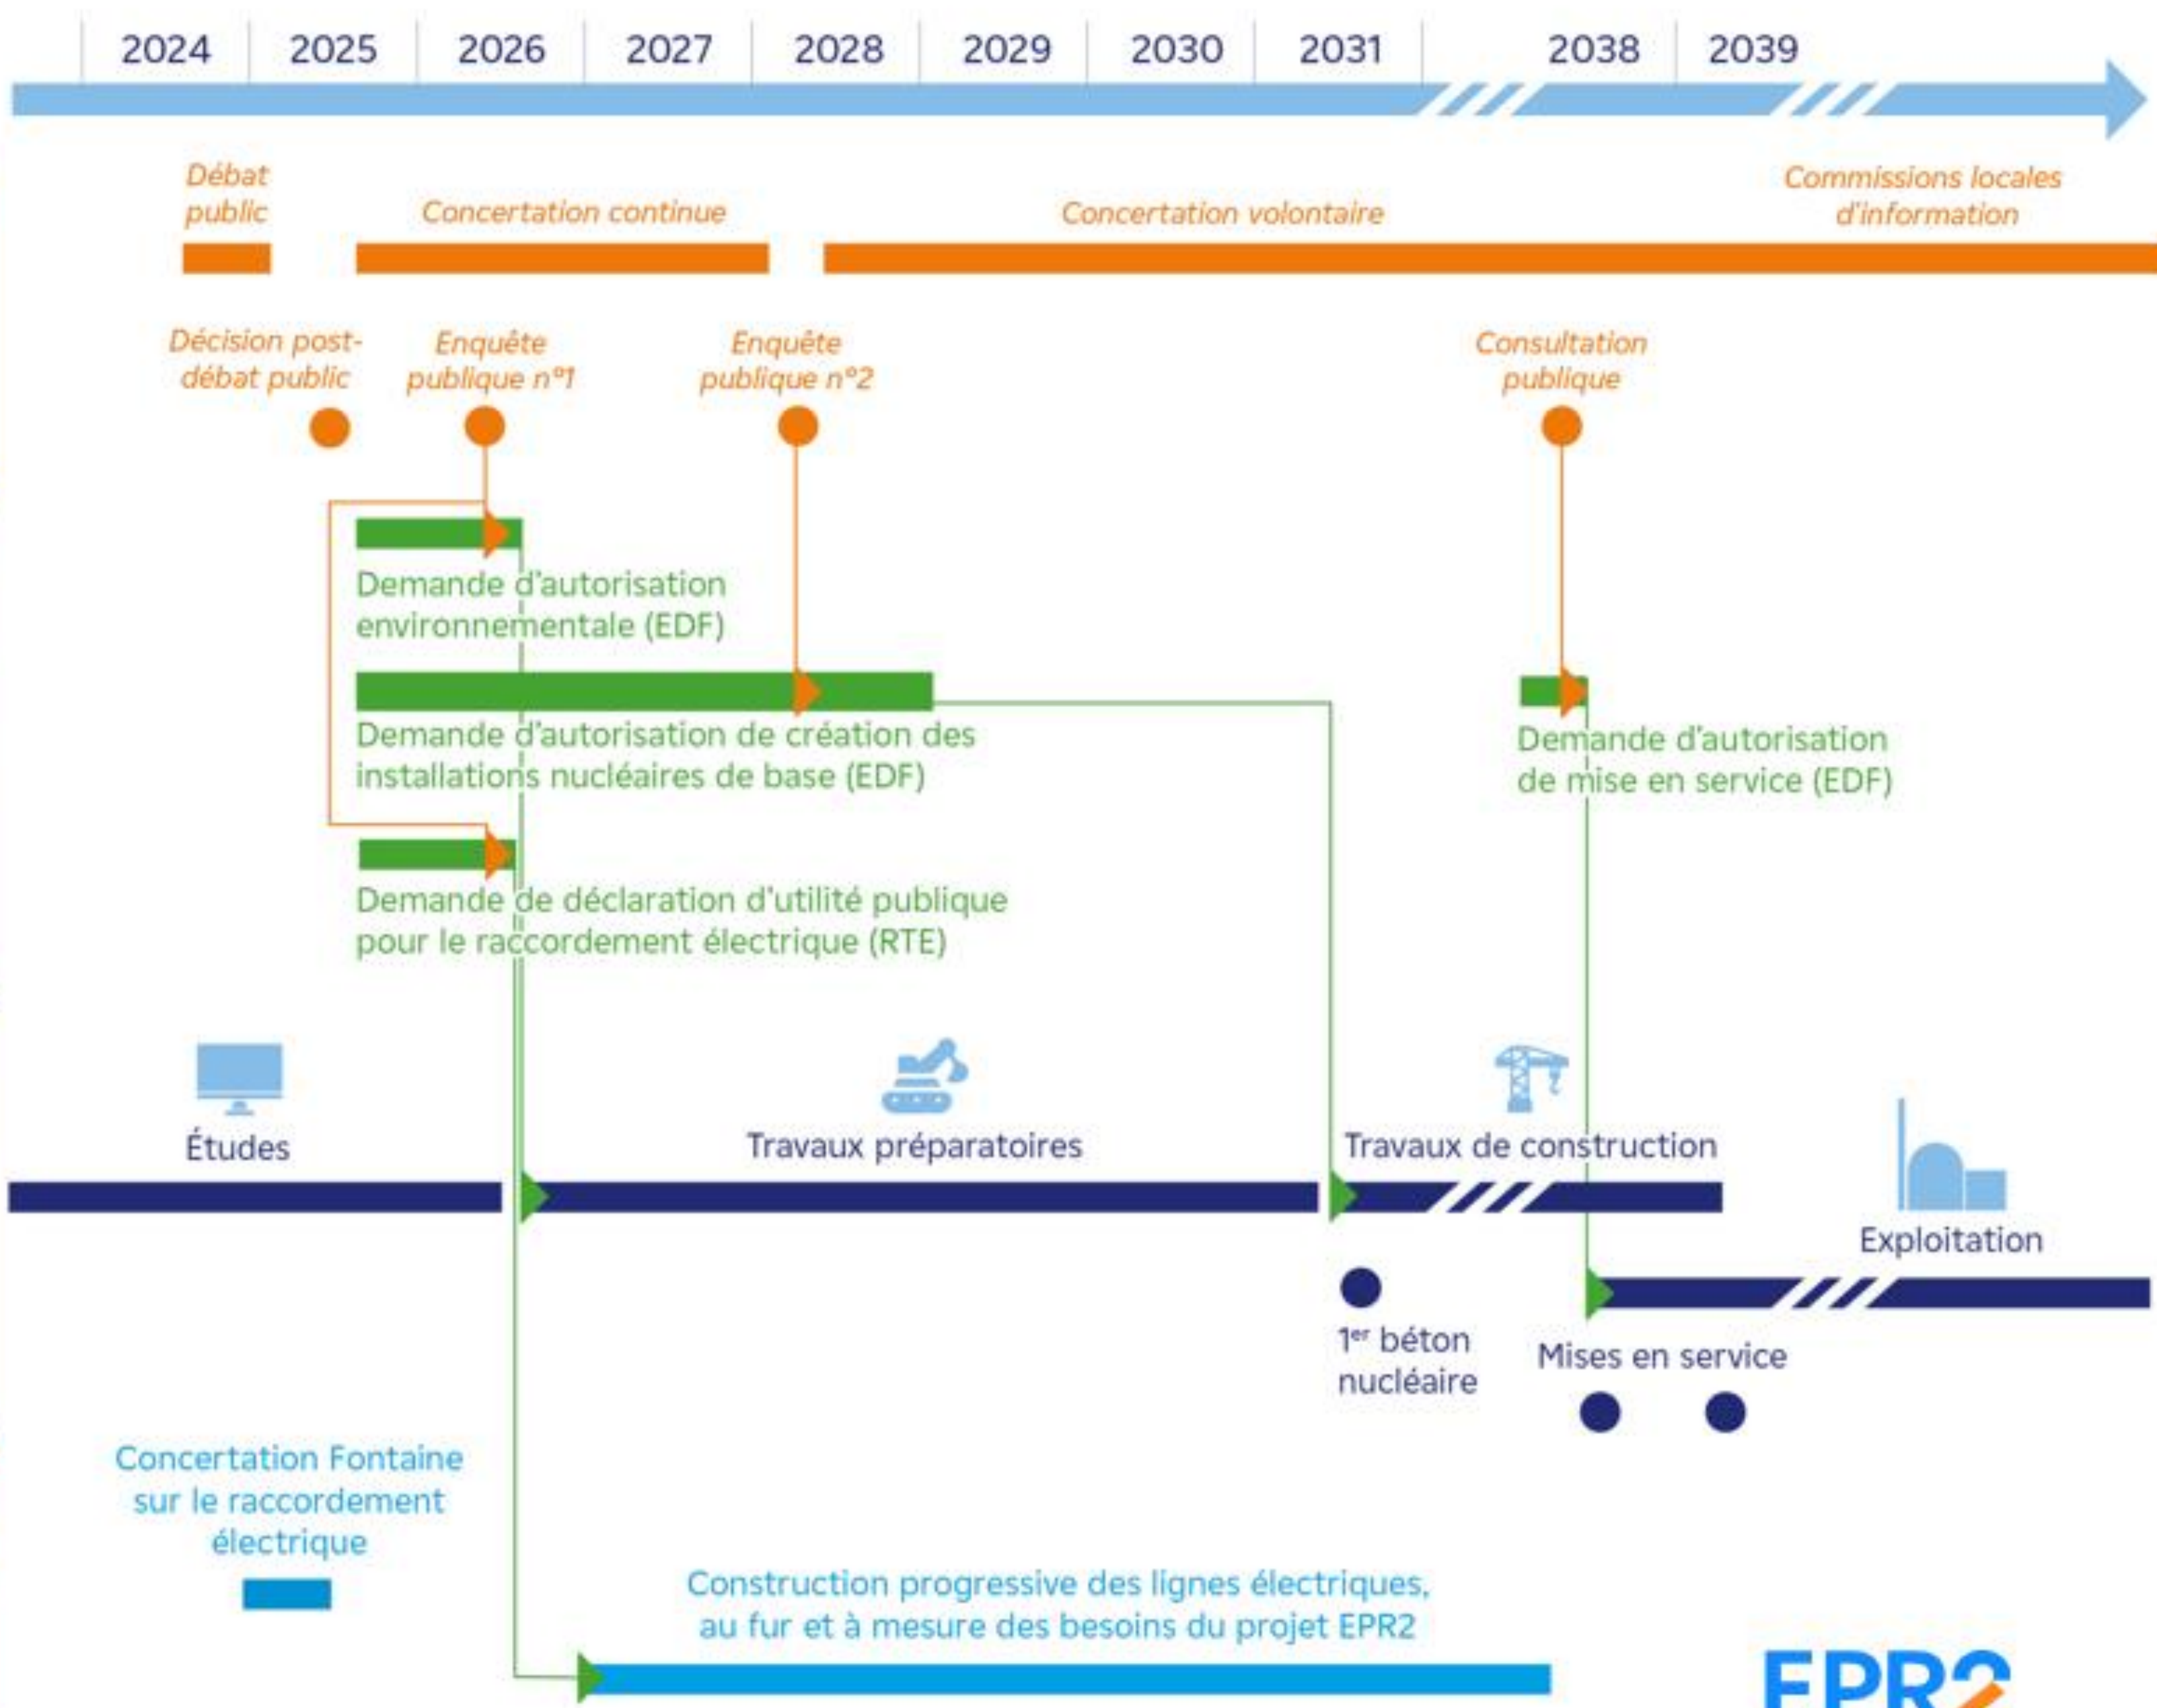 2024 2025 2026 2027 2028 2029 2030 2031 2038 2039
Débat
public
Concertation continue
Concertation volontaire
Commissions locales
d'information
Décision post-
débat public
Enquête
publique n°1
Enquête
publique n°2
Consultation
publique
Demande d'autorisation
environnementale (EDF)
Demande d'autorisation de création des
installations nucléaires de base (EDF)
Demande d'autorisation
de mise en service (EDF)
Demande de déclaration d'utilité publique
pour le raccordement électrique (RTE)
Études
Travaux préparatoires
Travaux de construction
Exploitation
1er béton
nucléaire
Mises en service
Concertation Fontaine
sur le raccordement
électrique
Construction progressive des lignes électriques,
au fur et à mesure des besoins du projet EPR2
EPR2